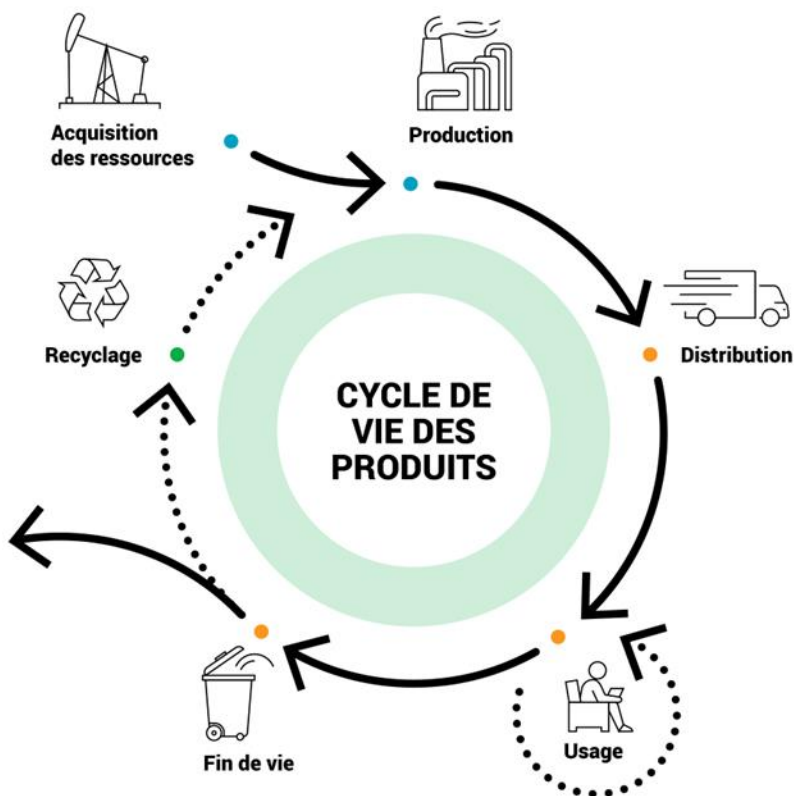 Acquisition
des ressources
Production
Recyclage
Distribution
CYCLE DE
VIE DES
PRODUITS
Fin de vie
Usage